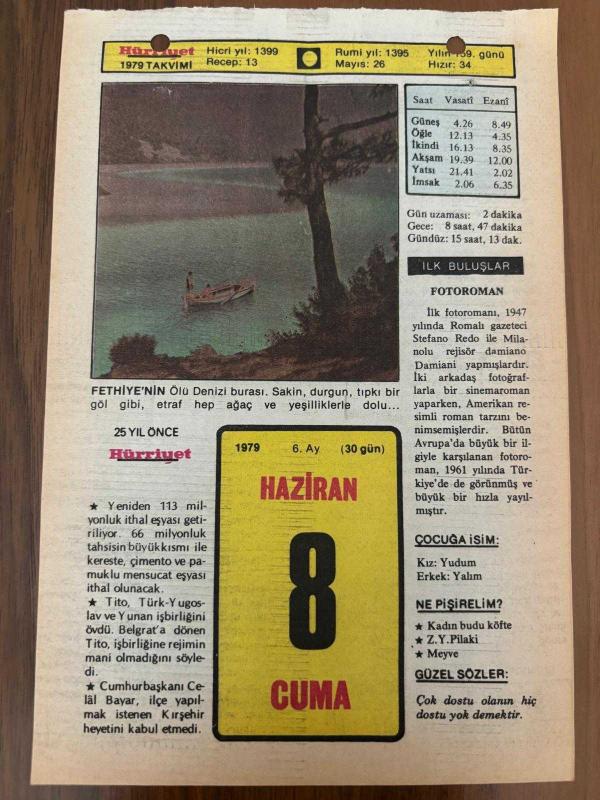 Hürriyet
1979 TAKVİMİ
Hicri yıl: 1399
Recep: 13
Rumi yıl: 1395
Mayıs: 26
Yılın 159. günü
Hızır: 34
Saat Vasatî Ezanî
Güneş 4.26 8.49
Öğle 12.13 4.35
İkindi 16.13 8.35
Akşam 19.39 12.00
Yatsı 21.41 2.02
İmsak 2.06 6.35
Gün uzaması: 2 dakika
Gece: 8 saat, 47 dakika
Gündüz: 15 saat, 13 dak.
İLK BULUŞLAR
FOTOROMAN
İlk fotoromanı, 1947
yılında Romalı gazeteci
Stefano Redo ile Mila-
nolu rejisör damiano
Damiani yapmışlardır.
İki arkadaş fotoğraf-
larla bir sinemaroman
yaparken, Amerikan re-
simli roman tarzını be-
nimsemişlerdir. Bütün
Avrupa'da büyük bir il-
giyle karşılanan fotoro-
man, 1961 yılında Tür-
kiye'de de görünmüş ve
büyük bir hızla yayıl-
mıştır.
FETHİYE'NİN Ölü Denizi burası. Sakin, durgun, tıpkı bir
göl gibi, etraf hep ağaç ve yeşilliklerle dolu...
25 YIL ÖNCE
Hürriyet
★ Yeniden 113 mil-
yonluk ithal eşyası geti-
riliyor. 66 milyonluk
tahsisin büyük kısmı ile
kereste, çimento ve pa-
muklu mensucat eşyası
ithal olunacak.
★ Tito, Türk-Yugos-
lav ve Yunan işbirliğini
övdü. Belgrat'a dönen
Tito, işbirliğine rejimin
mani olmadığını söyle-
di.
★ Cumhurbaşkanı Ce-
lâl Bayar, ilçe yapıl-
mak istenen Kırşehir
heyetini kabul etmedi.
1979 6. Ay (30 gün)
HAZİRAN
8
CUMA
ÇOCUĞA İSİM:
Kız: Yudum
Erkek: Yalım
NE PİŞİRELİM?
★ Kadın budu köfte
★ Z.Y.Pilaki
★ Meyve
GÜZEL SÖZLER:
Çok dostu olanın hiç
dostu yok demektir.